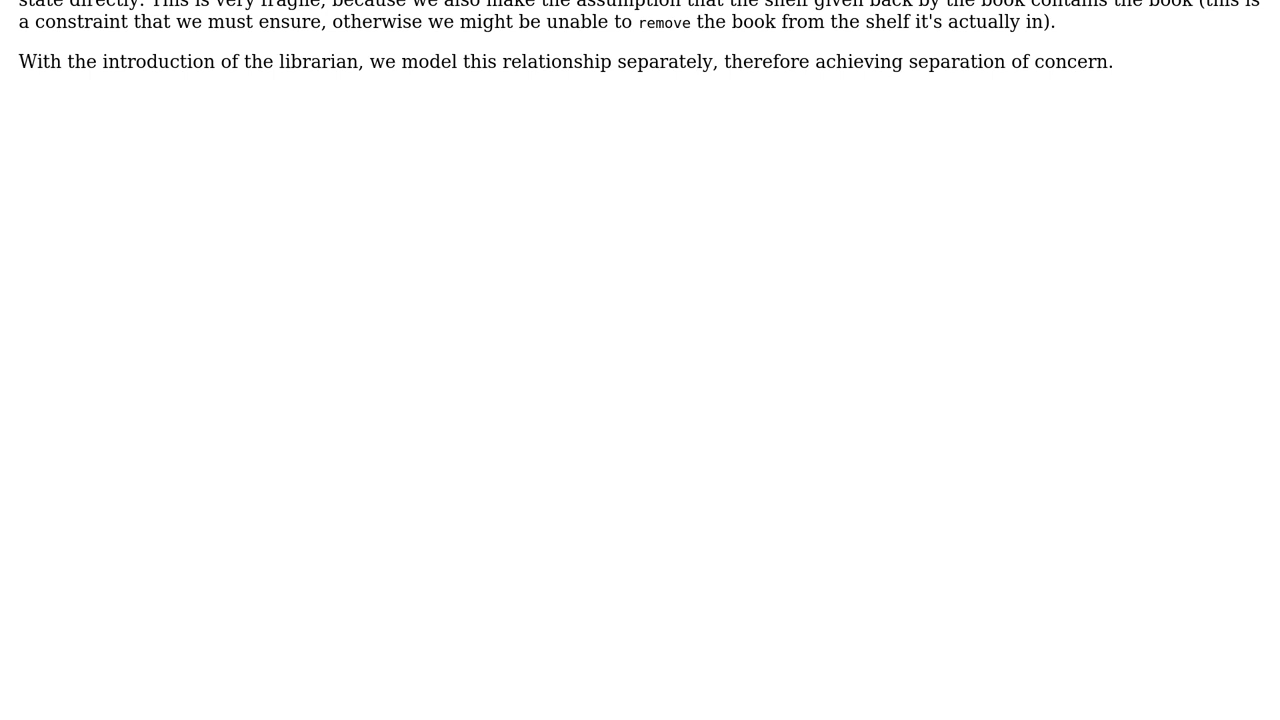 state directly. This is very fragile, because we also make the assumption that the shelf given back by the book contains the book (this is
a constraint that we must ensure, otherwise we might be unable to remove the book from the shelf it's actually in).
With the introduction of the librarian, we model this relationship separately, therefore achieving separation of concern.